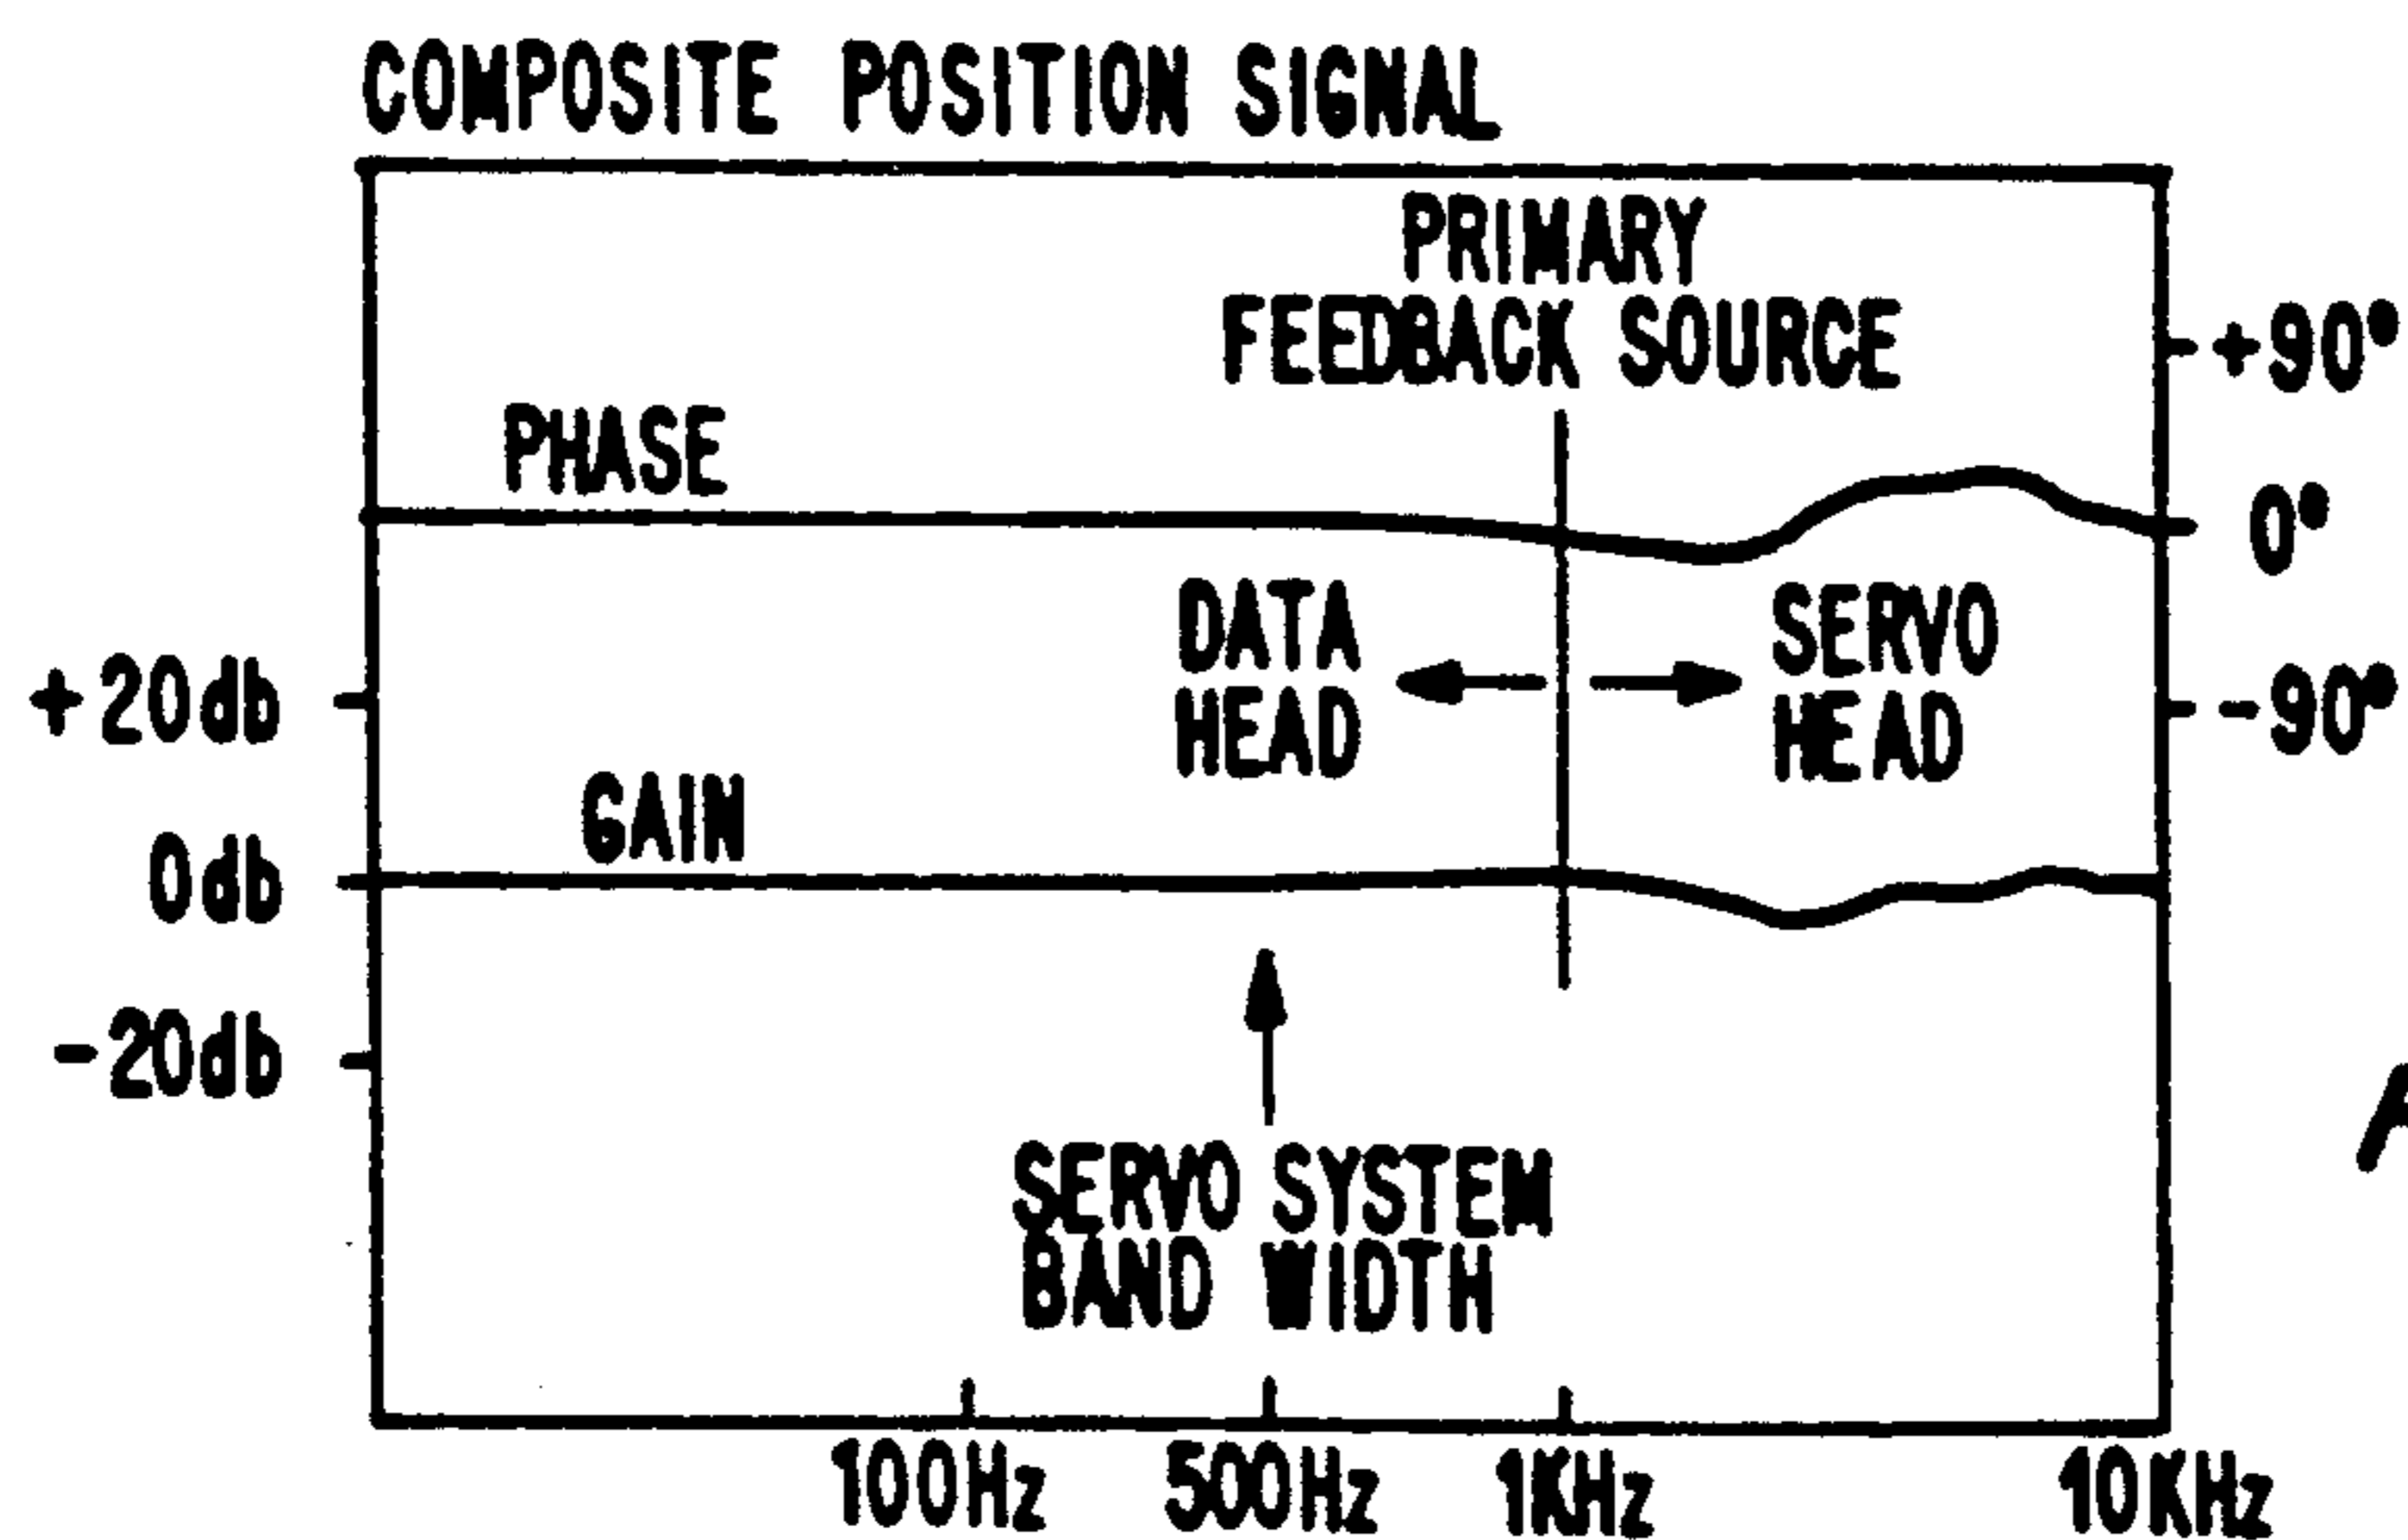 COMPOSITE POSITION SIGNAL
PRIMARY
FEEDBACK SOURCE
+90°
PHASE
0°
DATA
HEAD
SERVO
HEAD
+20db
-90°
GAIN
0db
-20db
SERVO SYSTEM
BAND WIDTH
100Hz 500Hz 1KHz 10KHz